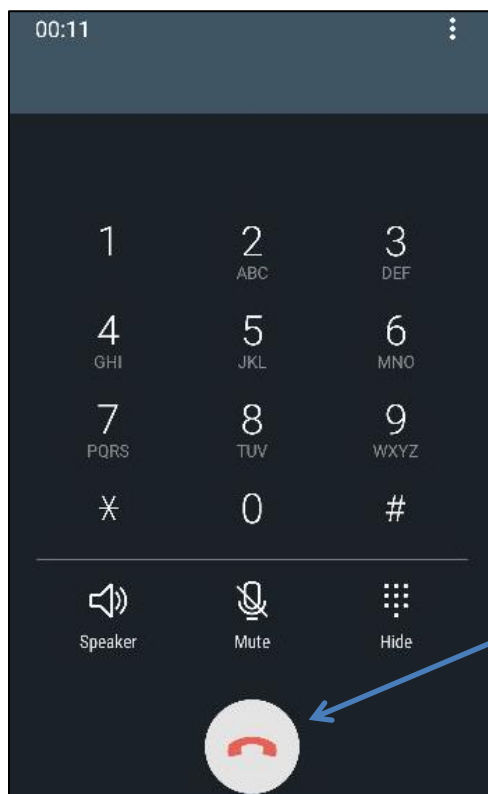 00:11
1 2 3
ABC DEF
4 5 6
GHI JKL MNO
7 8 9
PQRS TUV WXYZ
* 0 #
Speaker Mute Hide